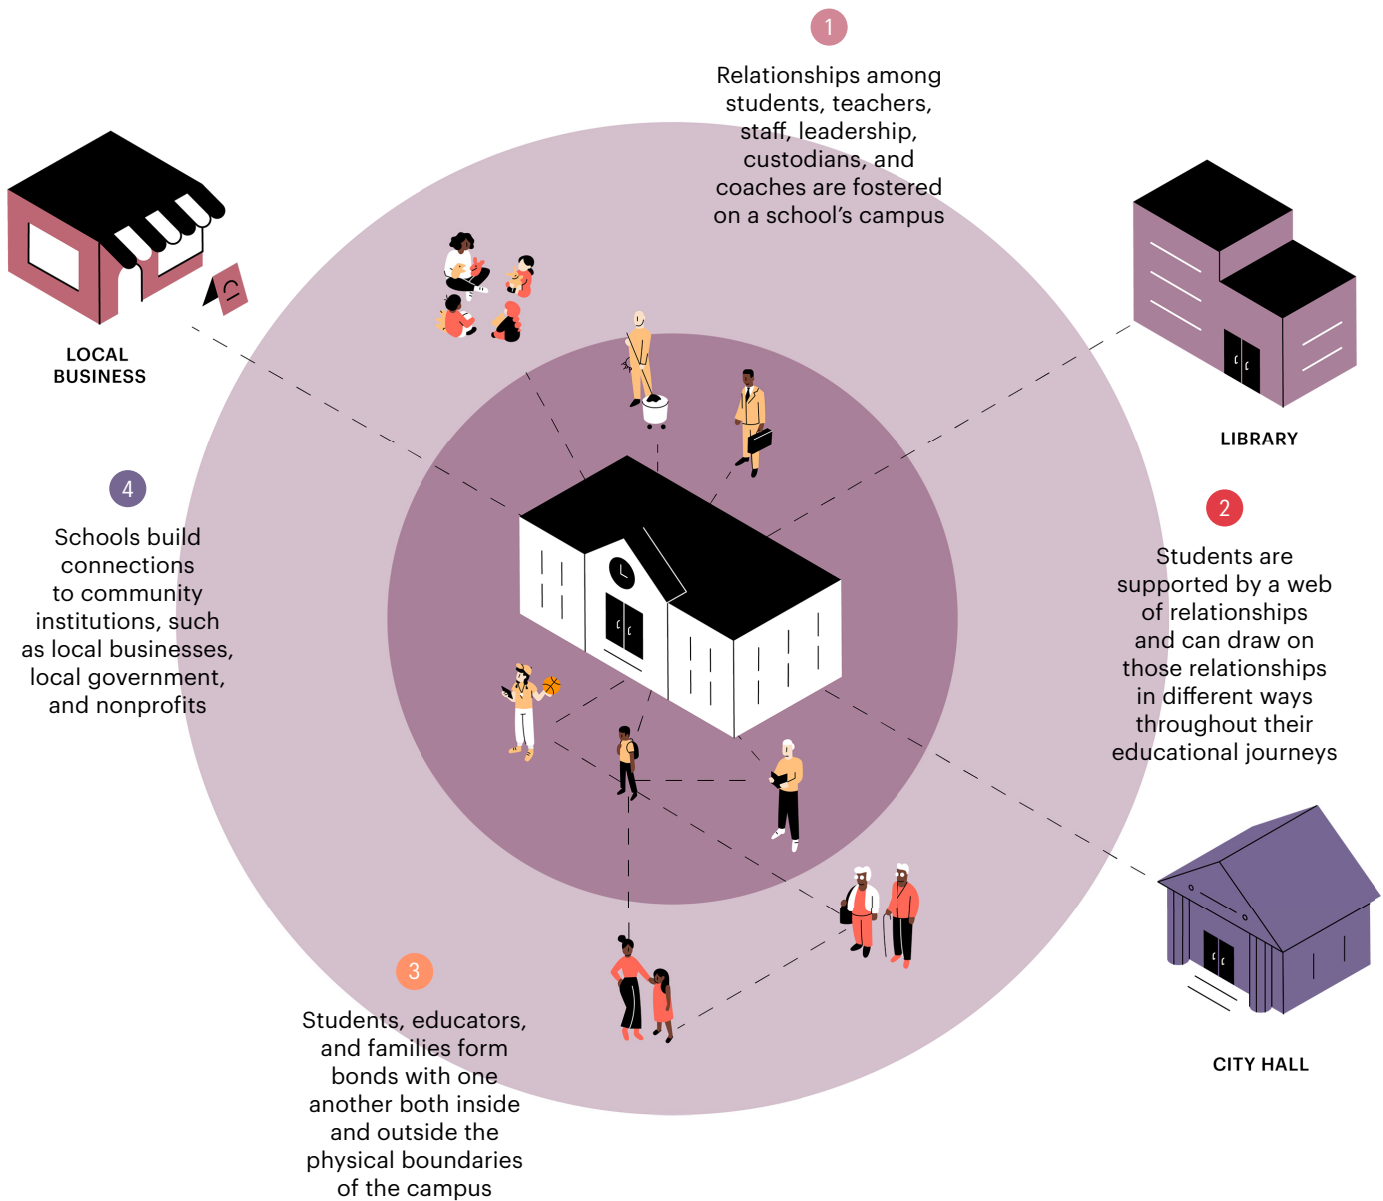 1
Relationships among
students, teachers,
staff, leadership,
custodians, and
coaches are fostered
on a school's campus
LOCAL
BUSINESS
LIBRARY
2
Students are
supported by a web
of relationships
and can draw on
those relationships
in different ways
throughout their
educational journeys
4
Schools build
connections
to community
institutions, such
as local businesses,
local government,
and nonprofits
3
Students, educators,
and families form
bonds with one
another both inside
and outside the
physical boundaries
of the campus
CITY HALL